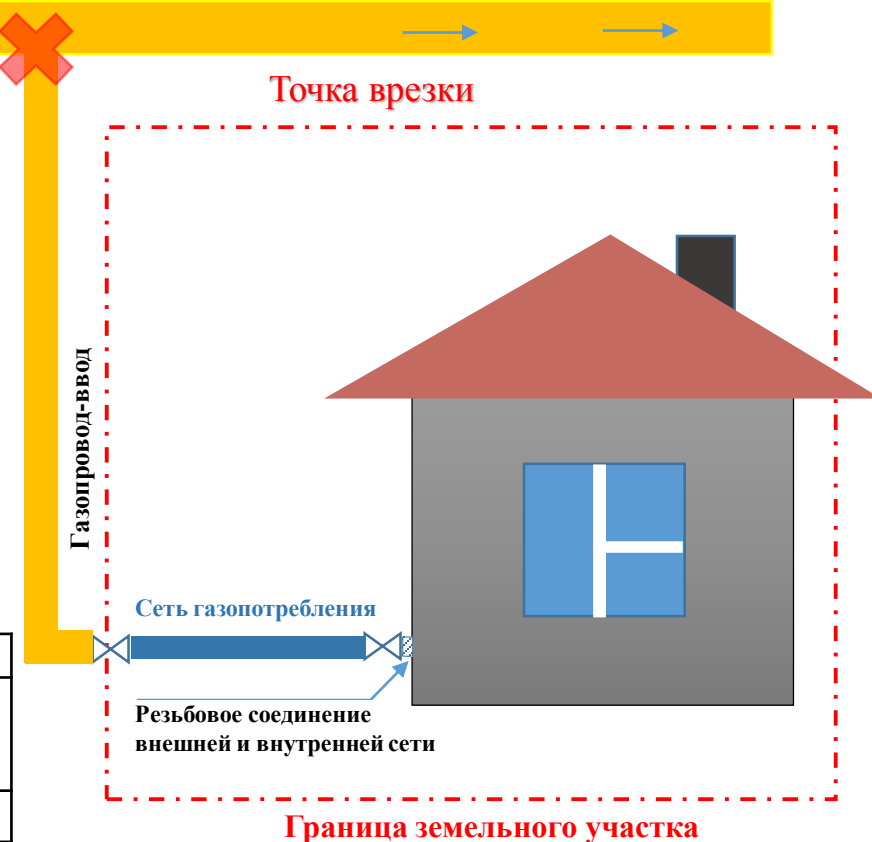 Точка врезки
Газопровод-ввод
Сеть газопотребления
Резьбовое соединение
внешней и внутренней сети
Граница земельного участка